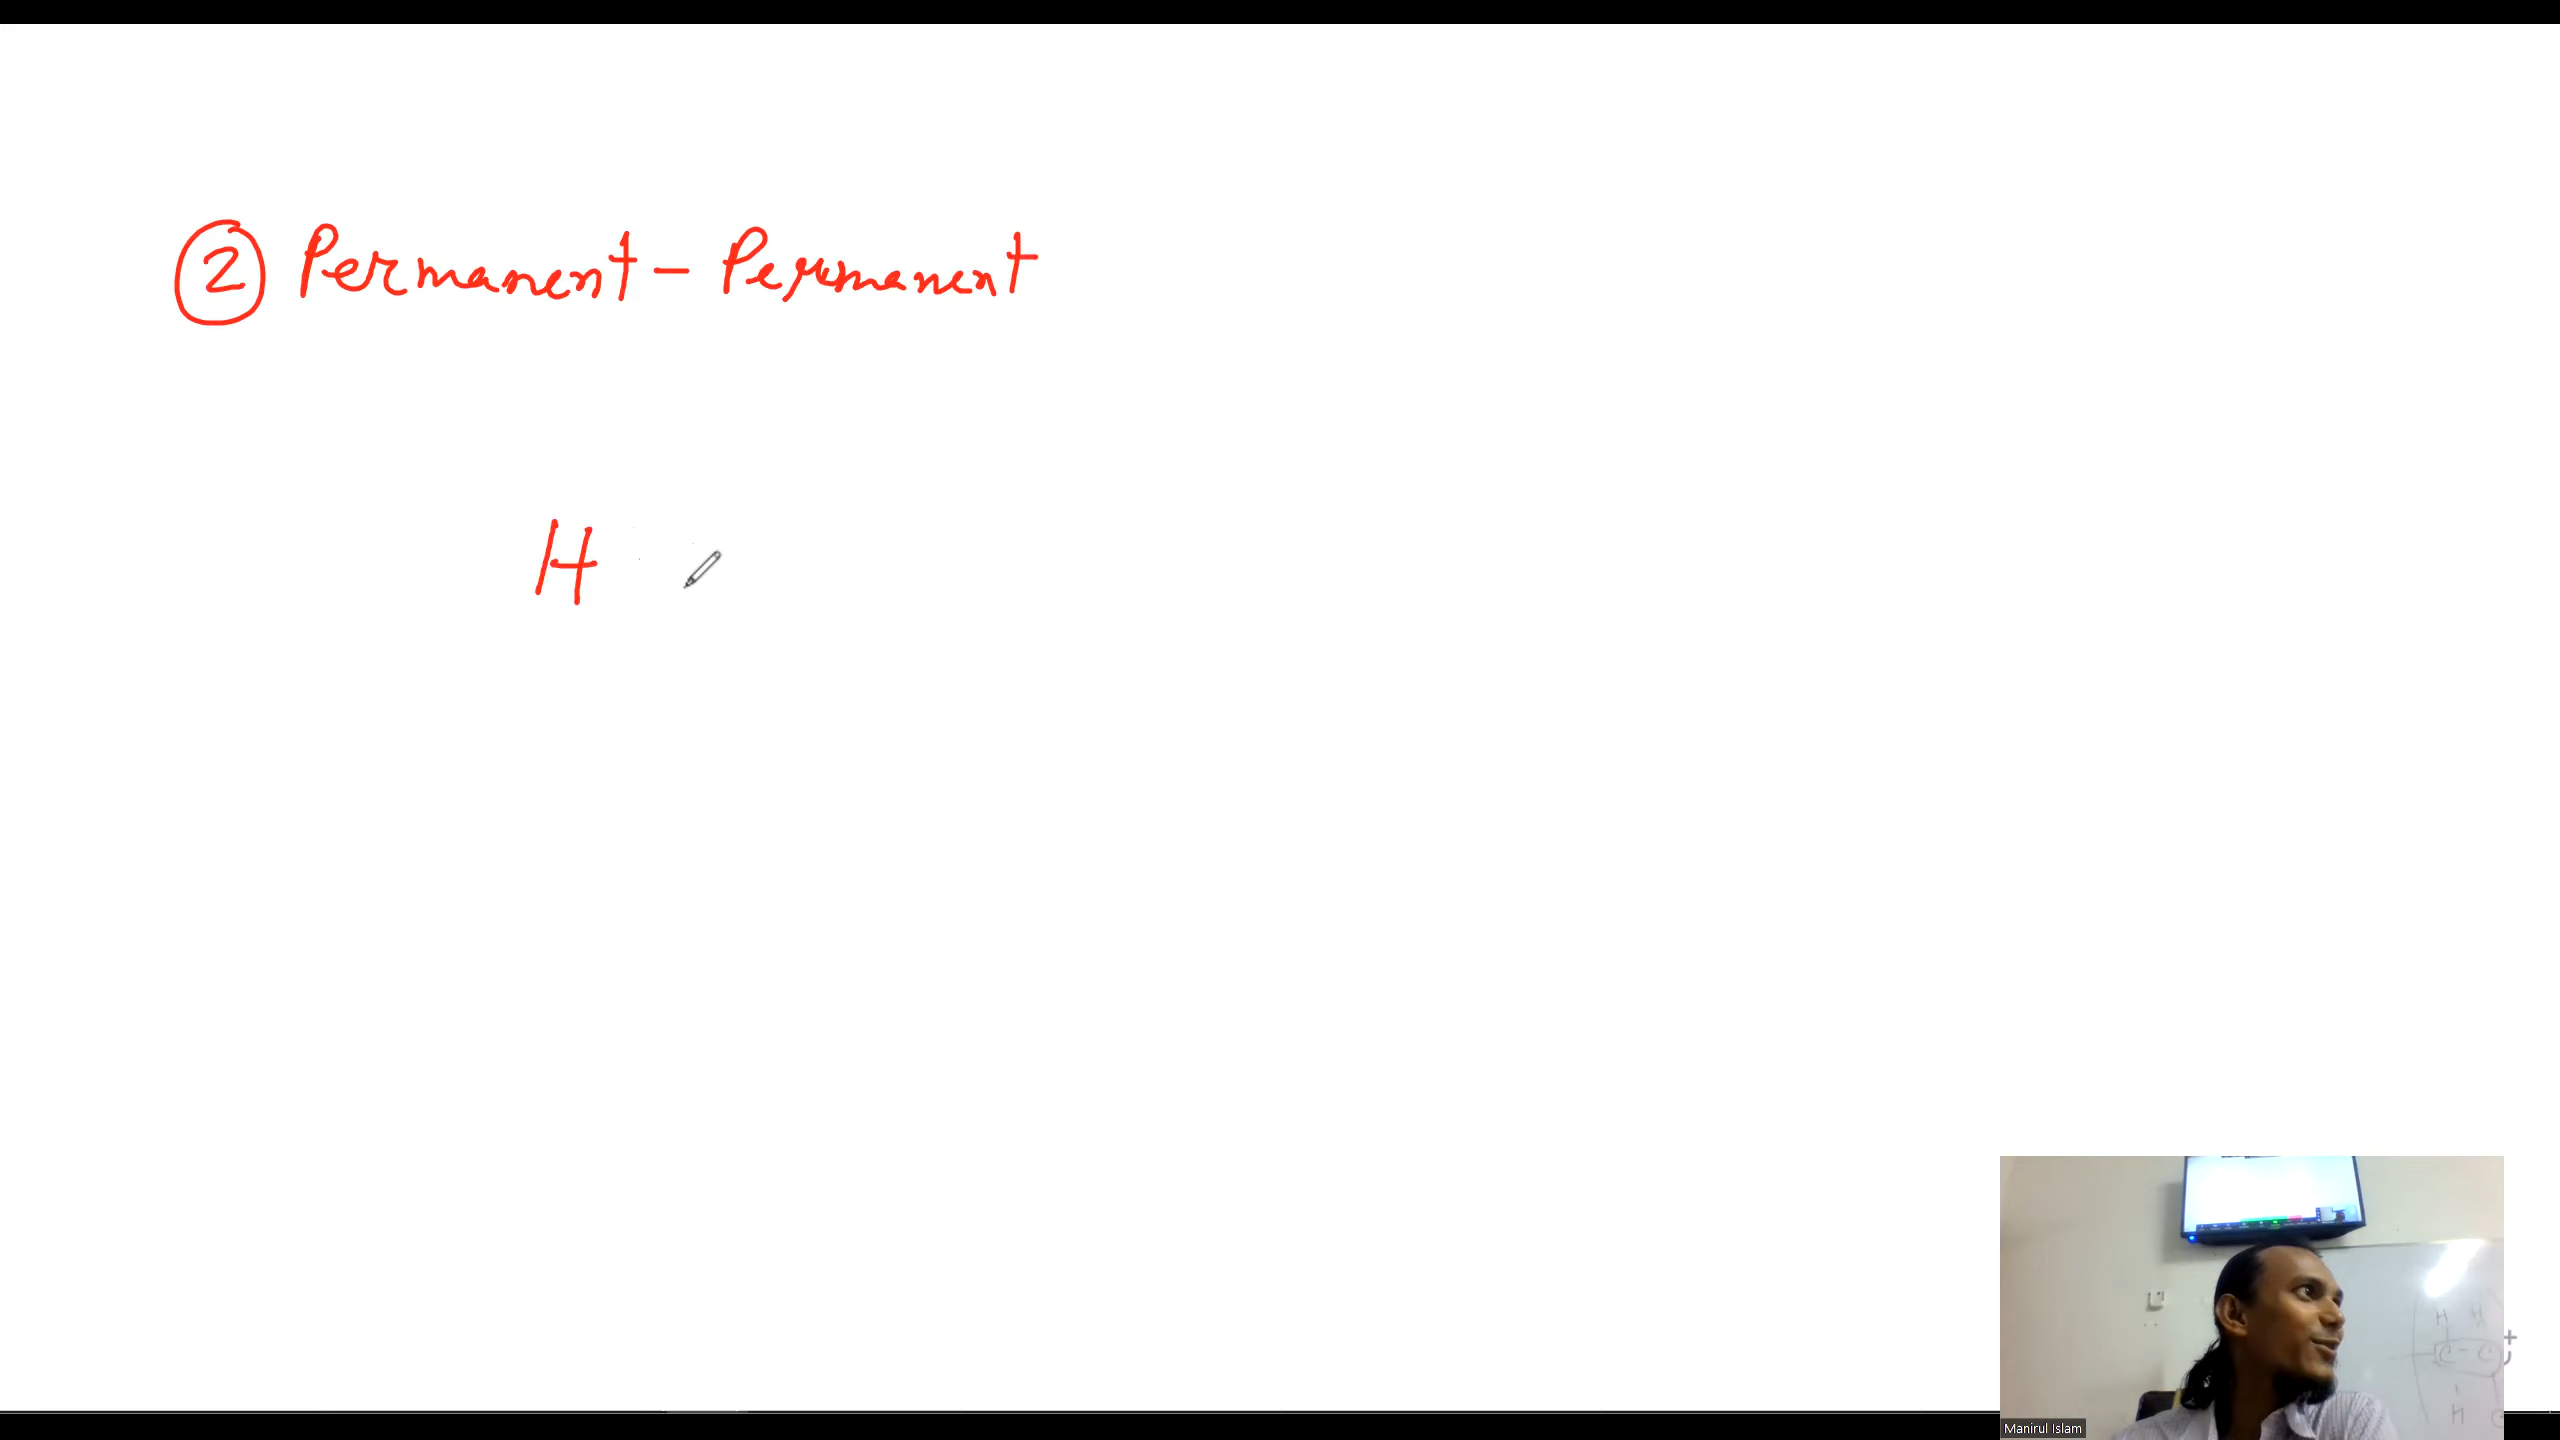 ② Permanent - Permanent
H
H H
C - C
H
Manirul Islam